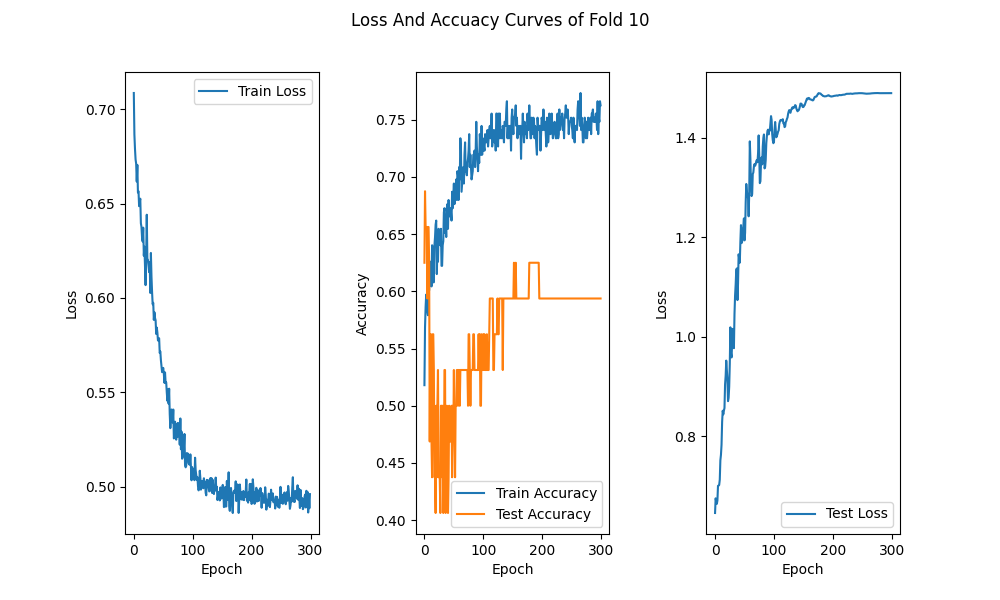 Loss And Accuacy Curves of Fold 10
0.70
0.65
0.60
0.55
0.50
Loss
0 100 200 300
Epoch
Train Loss
0.75
0.70
0.65
0.60
0.55
0.50
0.45
0.40
Accuracy
0 100 200 300
Epoch
Train Accuracy
Test Accuracy
1.4
1.2
1.0
0.8
Loss
0 100 200 300
Epoch
Test Loss